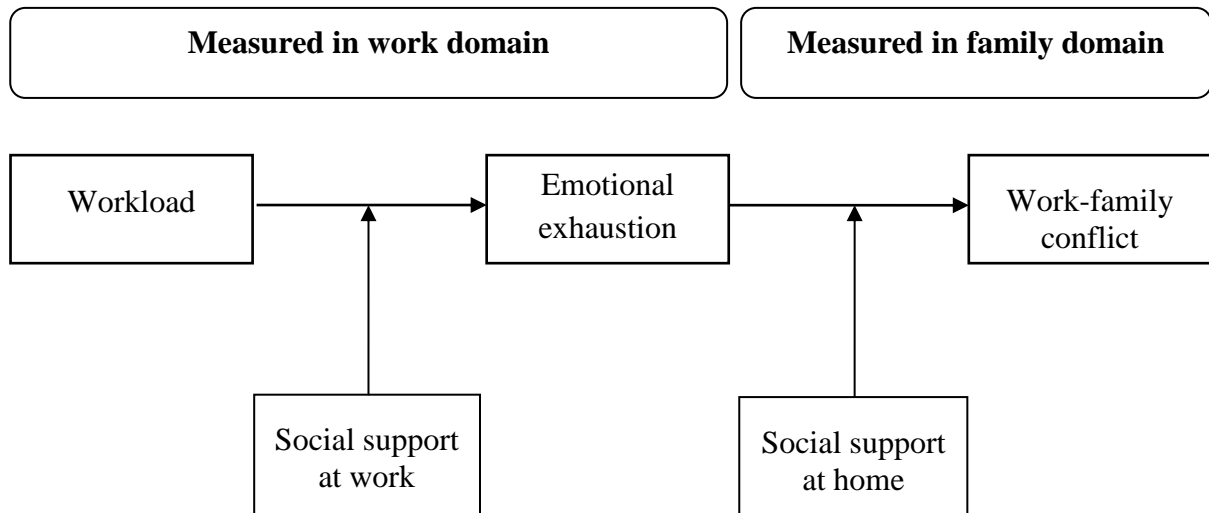 Measured in work domain
Measured in family domain
Workload
Emotional
exhaustion
Work-family
conflict
Social support
at work
Social support
at home